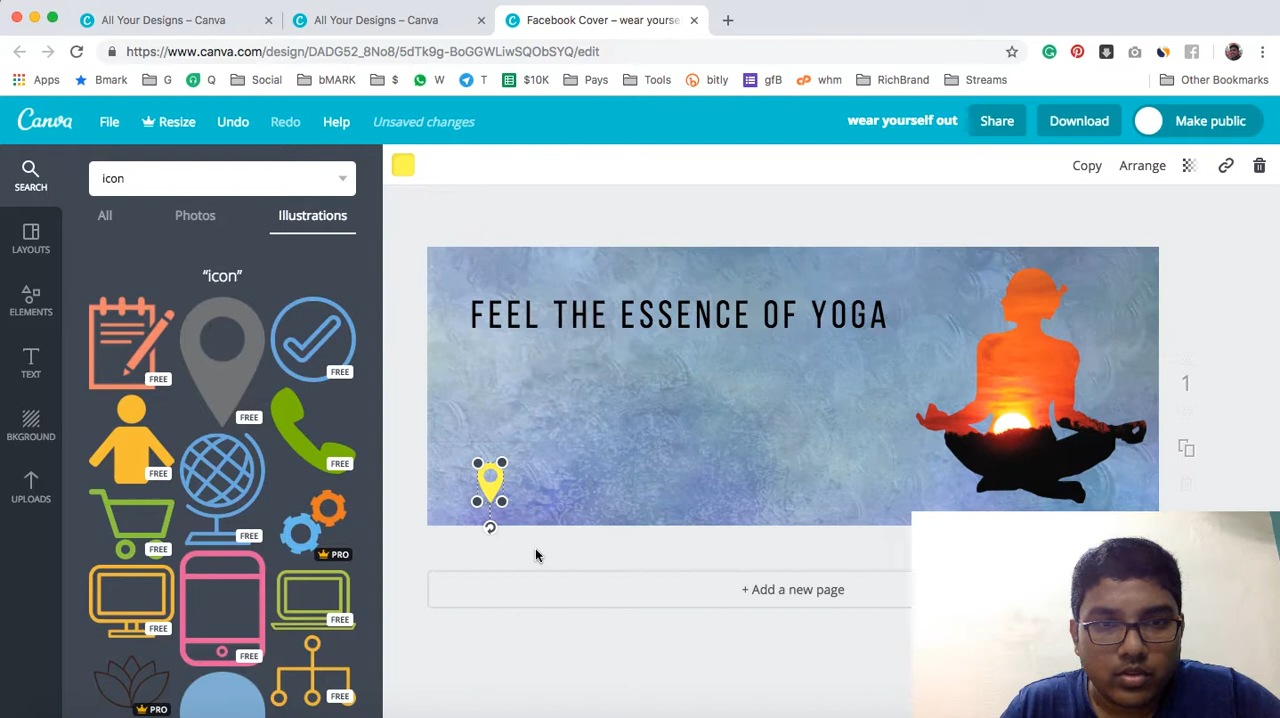 All Your Designs – Canva
All Your Designs – Canva
Facebook Cover – wear yourse
https://www.canva.com/design/DADG52_8No8/5dTk9g-BoGGWLiwSQObSYQ/edit
Apps
Bmark
G
Q
Social
bMARK
$
W
T
$10K
Pays
Tools
bitly
gfB
whm
RichBrand
Streams
Other Bookmarks
Canva
File
Resize
Undo
Redo
Help
Unsaved changes
wear yourself out
Share
Download
Make public
SEARCH
LAYOUTS
ELEMENTS
TEXT
BKGROUND
UPLOADS
icon
All
Photos
Illustrations
“icon”
FREE
FREE
FREE
FREE
FREE
FREE
FREE
FREE
PRO
FREE
FREE
FREE
PRO
FREE
Copy
Arrange
FEEL THE ESSENCE OF YOGA
1
+ Add a new page